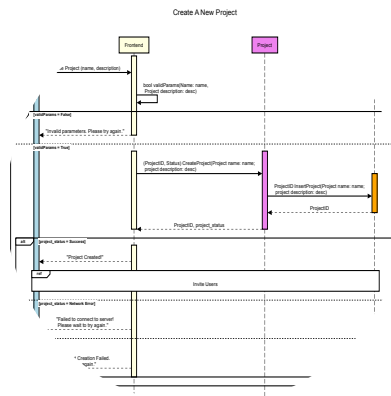 Create A New Project
Frontend
Project
Project (name, description)
bool validParams(Name: name,
Project description: desc)
[validParams = False]
"Invalid parameters. Please try again."
[validParams = True]
(ProjectID, Status) CreateProject(Project name: name;
project description: desc)
ProjectID InsertProject(Project name: name;
project description: desc)
ProjectID
ProjectID, project_status
alt
[project_status = Success]
"Project Created!"
ref
Invite Users
[project_status = Network Error]
"Failed to connect to server!
Please wait to try again."
Creation Failed.
again."